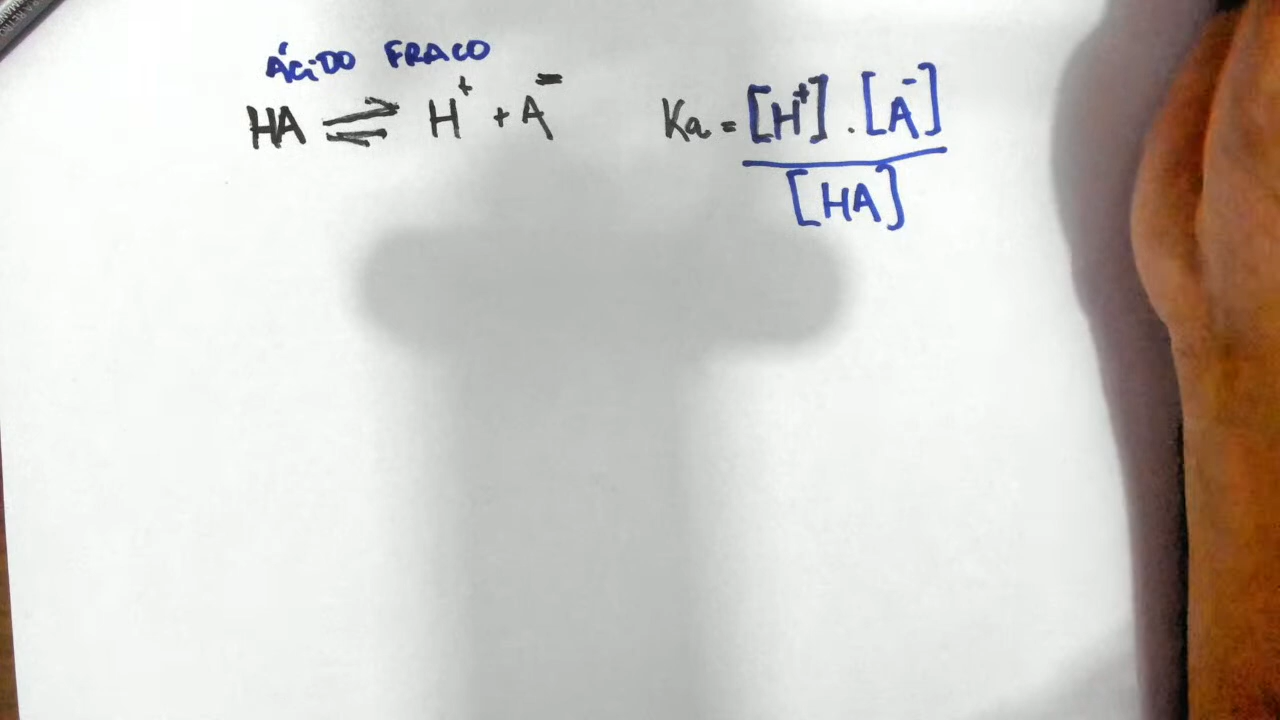 ÁCIDO FRACO
HA ⇌ H⁺ + A⁻
Ka = [H⁺] . [A⁻]
[HA]